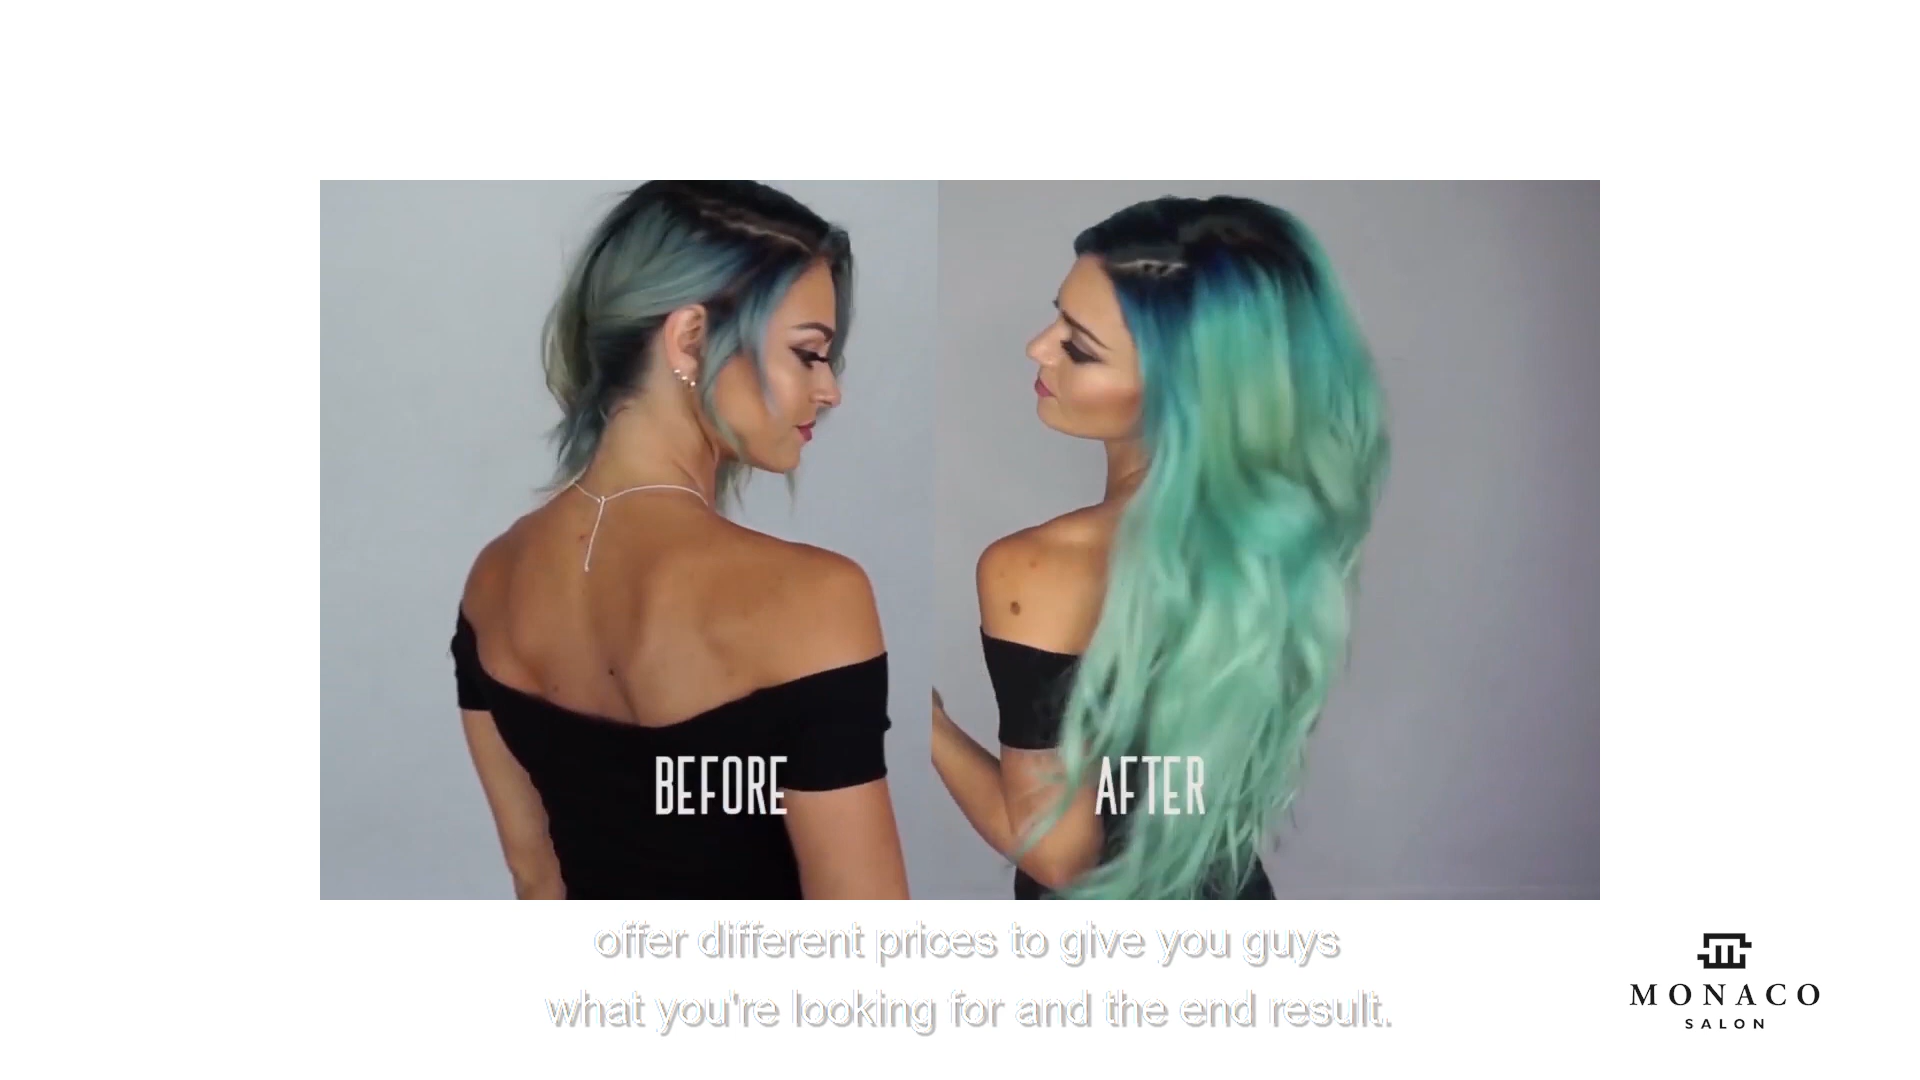 BEFORE
AFTER
offer different prices to give you guys
what you're looking for and the end result.
MONACO
SALON